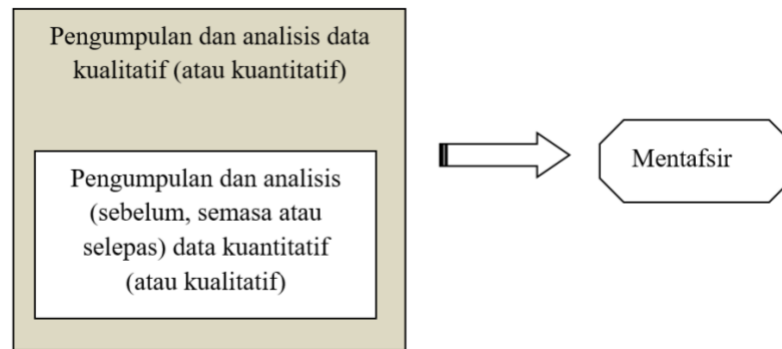 Pengumpulan dan analisis data
kualitatif (atau kuantitatif)
Pengumpulan dan analisis
(sebelum, semasa atau
selepas) data kuantitatif
(atau kualitatif)
Mentafsir